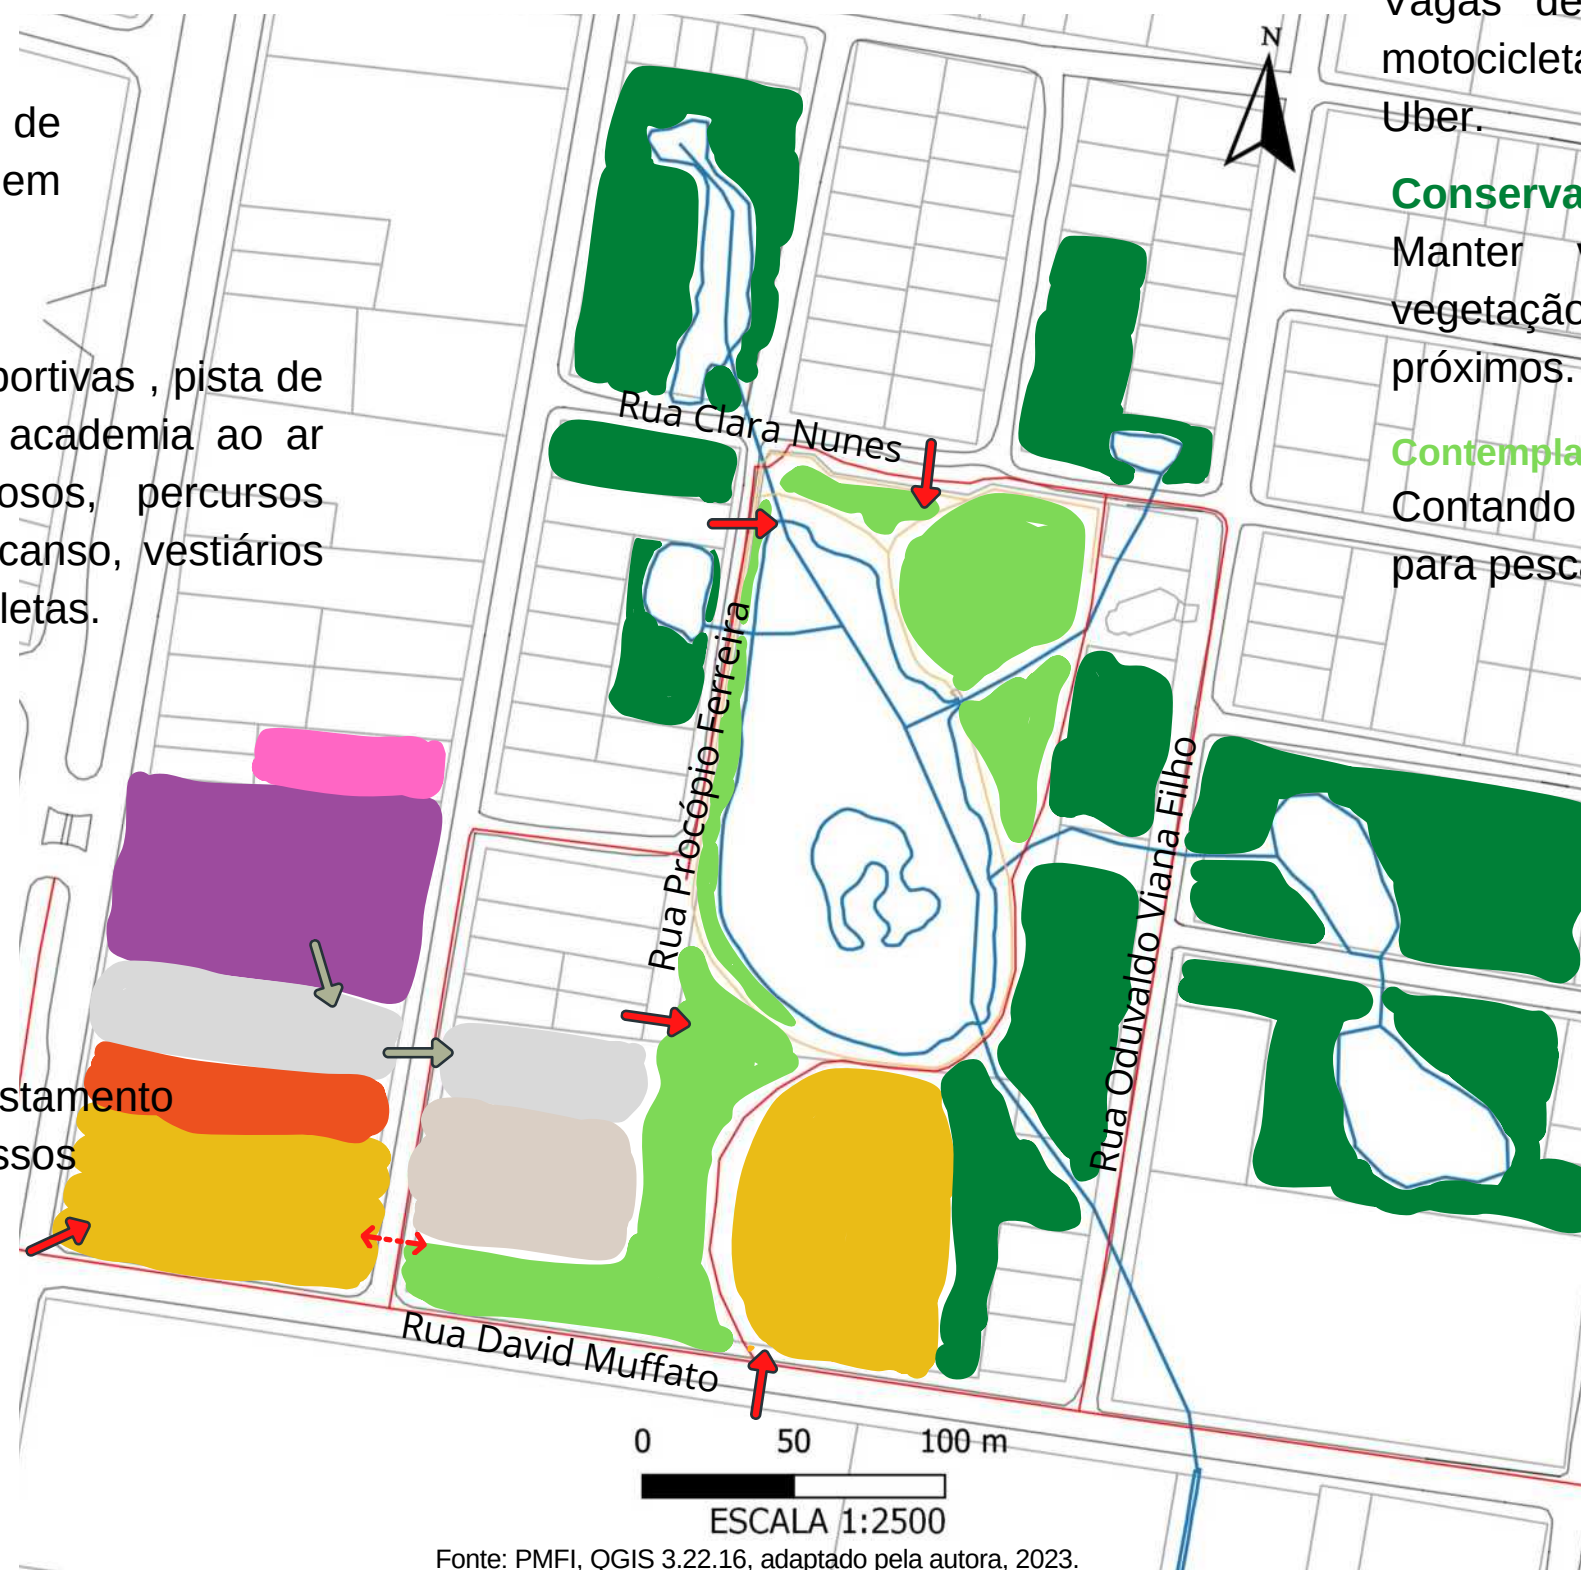 de
em
portivas , pista de
academia ao ar
osos, percursos
canso, vestiários
letas.
stamento
ssos
Vagas de
motocicleta
Uber.
Conserva
Manter v
vegetação
próximos.
Contempla
Contando
para pesca
N
Rua Clara Nunes
Rua Procópio Ferreira
Rua Oduvaldo Viana Filho
Rua David Muffato
0 50 100 m
ESCALA 1:2500
Fonte: PMFI, QGIS 3.22.16, adaptado pela autora, 2023.